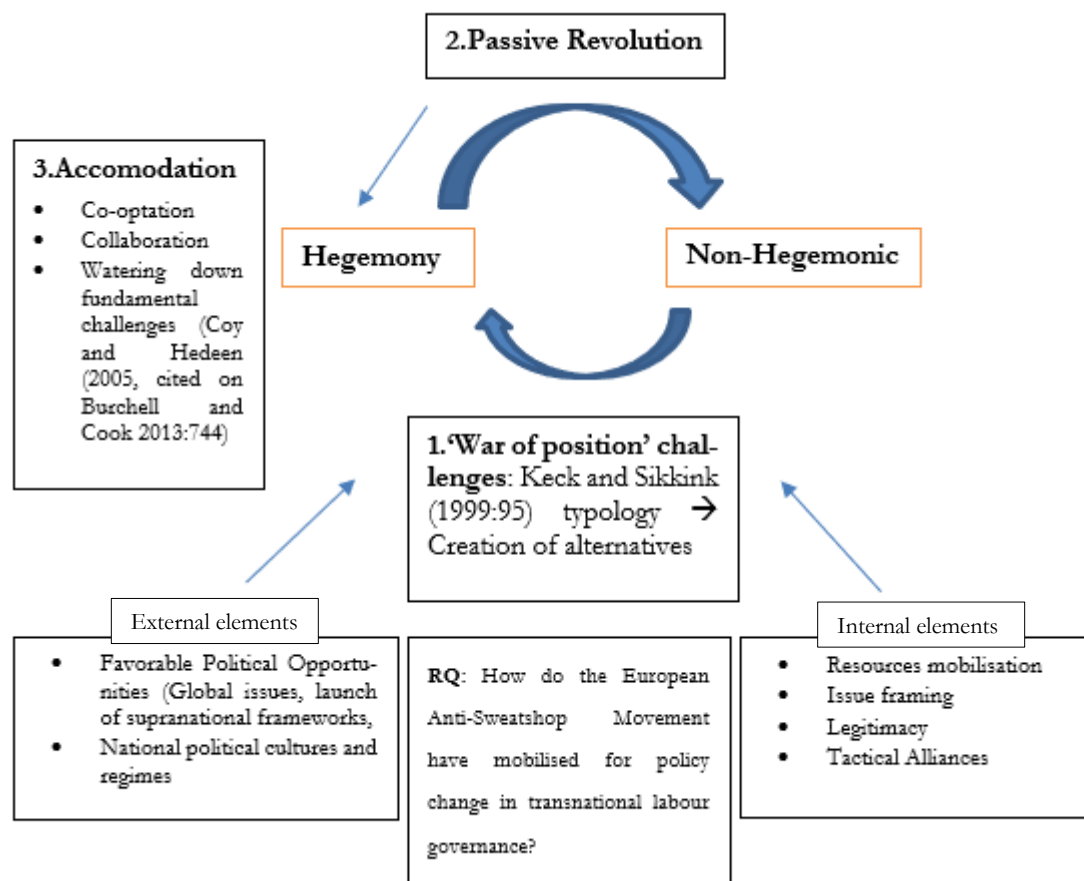 2.Passive Revolution
3.Accomodation
• Co-optation
• Collaboration
• Watering down
fundamental
challenges (Coy
and Hedeen
(2005, cited on
Burchell and
Cook 2013:744)
Hegemony
Non-Hegemonic
1.‘War of position’ chal-
lenges: Keck and Sikkink
(1999:95) typology →
Creation of alternatives
External elements
• Favorable Political Opportu-
nities (Global issues, launch
of supranational frameworks,
• National political cultures and
regimes
RQ: How do the European
Anti-Sweatshop Movement
have mobilised for policy
change in transnational labour
governance?
Internal elements
• Resources mobilisation
• Issue framing
• Legitimacy
• Tactical Alliances